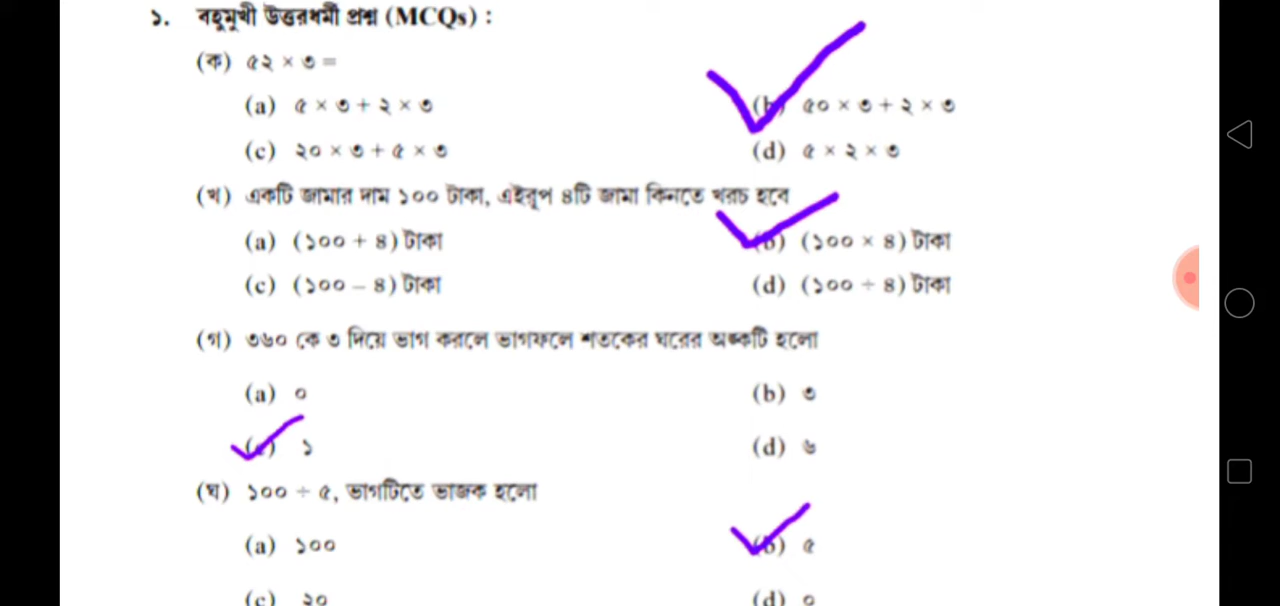 ১. বহুমুখী উত্তরধর্মী প্রশ্ন (MCQs) :
(ক) ৫২ × ৩ =
(a) ৫ × ৩ + ২ × ৩ (b) ৫০ × ৩ + ২ × ৩
(c) ২০ × ৩ + ৫ × ৩ (d) ৫ × ২ × ৩
(খ) একটি জামার দাম ১০০ টাকা, এইরূপ ৪টি জামা কিনতে খরচ হবে
(a) (১০০ + ৪) টাকা (b) (১০০ × ৪) টাকা
(c) (১০০ – ৪) টাকা (d) (১০০ ÷ ৪) টাকা
(গ) ৩৬০ কে ৩ দিয়ে ভাগ করলে ভাগফলে শতকের ঘরের অঙ্কটি হলো
(a) ০ (b) ৩
(c) ১ (d) ৬
(ঘ) ১০০ ÷ ৫, ভাগটিতে ভাজক হলো
(a) ১০০ (b) ৫
(c) ২০ (d) ০